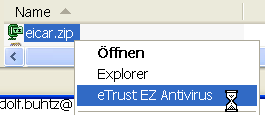 Name
eicar.zip
Öffnen
Explorer
eTrust EZ Antivirus
dolf.buhtz@